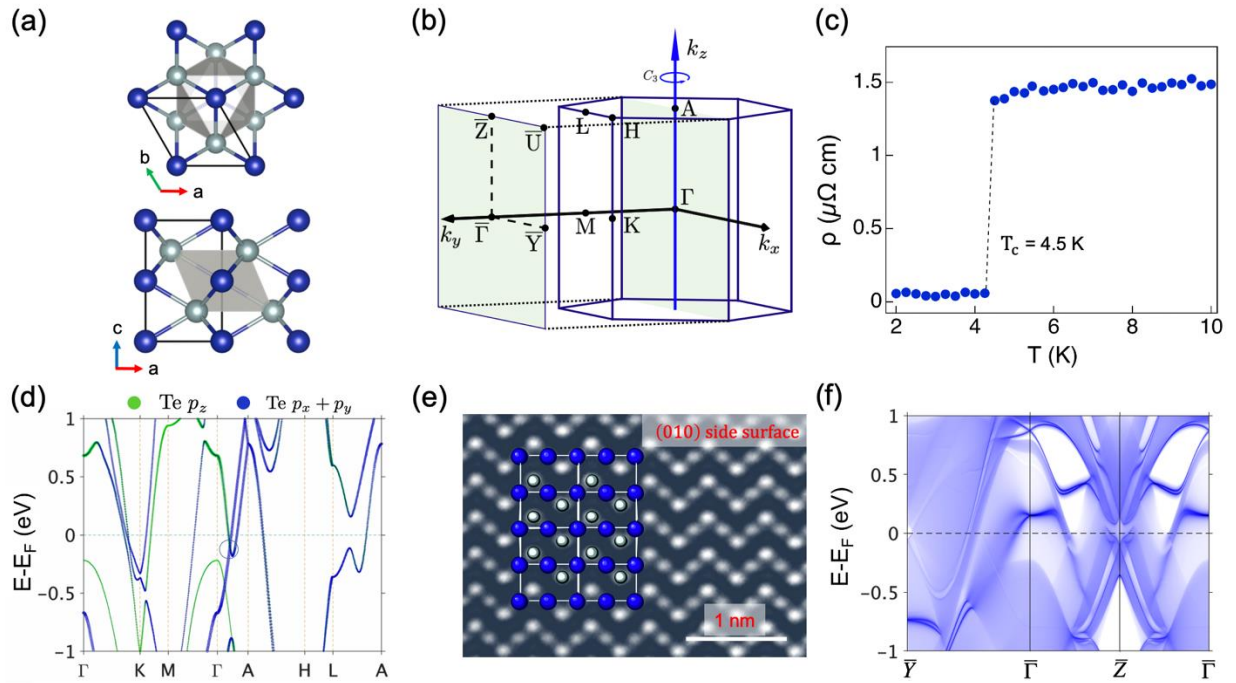 (a)
b
a
c
a
(b)
k_z
C_3
A
L
H
Z̅
U̅
Γ
M
K
Γ̅
Y̅
k_y
k_x
(c)
ρ (μΩ cm)
1.5
1.0
0.5
0
T_c = 4.5 K
2 4 6 8 10
T (K)
(d)
Te p_z
Te p_x + p_y
E-E_F (eV)
1
0.5
0
−0.5
-1
Γ K M Γ A H L A
(e)
(010) side surface
1 nm
(f)
E-E_F (eV)
1
0.5
0
-0.5
-1
Y̅ Γ̅ Z̅ Γ̅